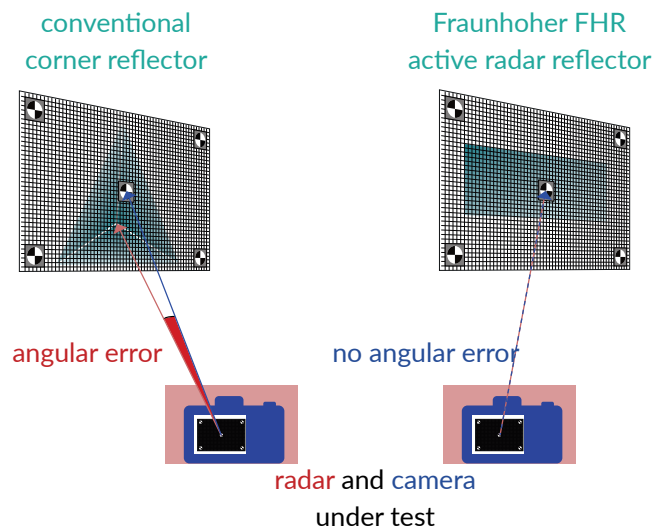 conventional
corner reflector
Fraunhoher FHR
active radar reflector
angular error
no angular error
radar and camera
under test